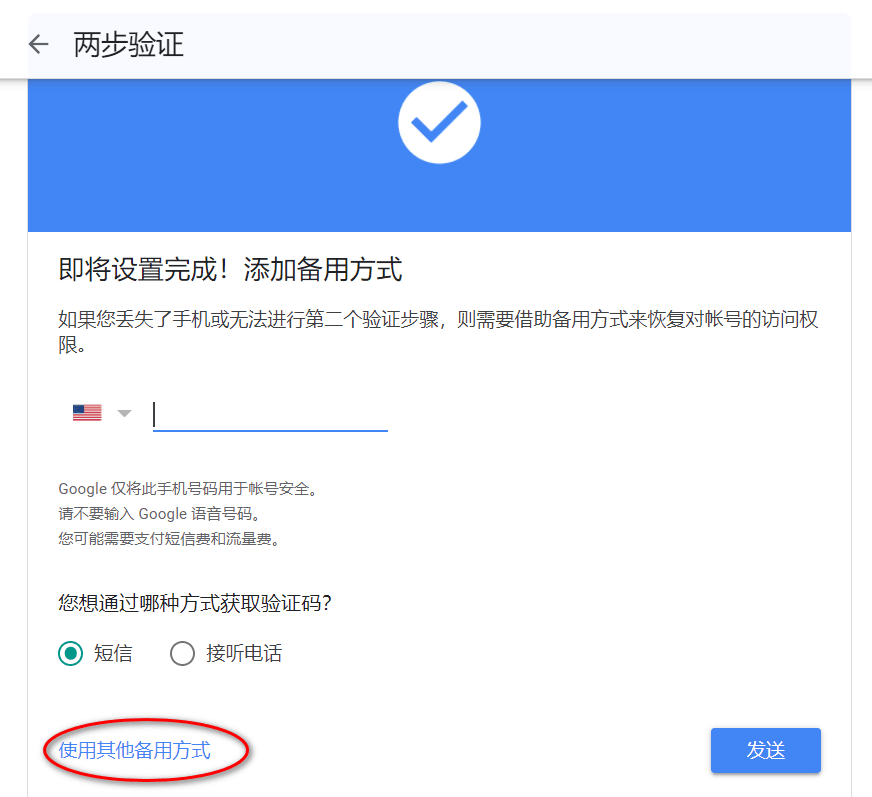 两步验证
即将设置完成！添加备用方式
如果您丢失了手机或无法进行第二个验证步骤，则需要借助备用方式来恢复对帐号的访问权
限。
Google 仅将此手机号码用于帐号安全。
请不要输入 Google 语音号码。
您可能需要支付短信费和流量费。
您想通过哪种方式获取验证码？
短信 接听电话
使用其他备用方式 发送